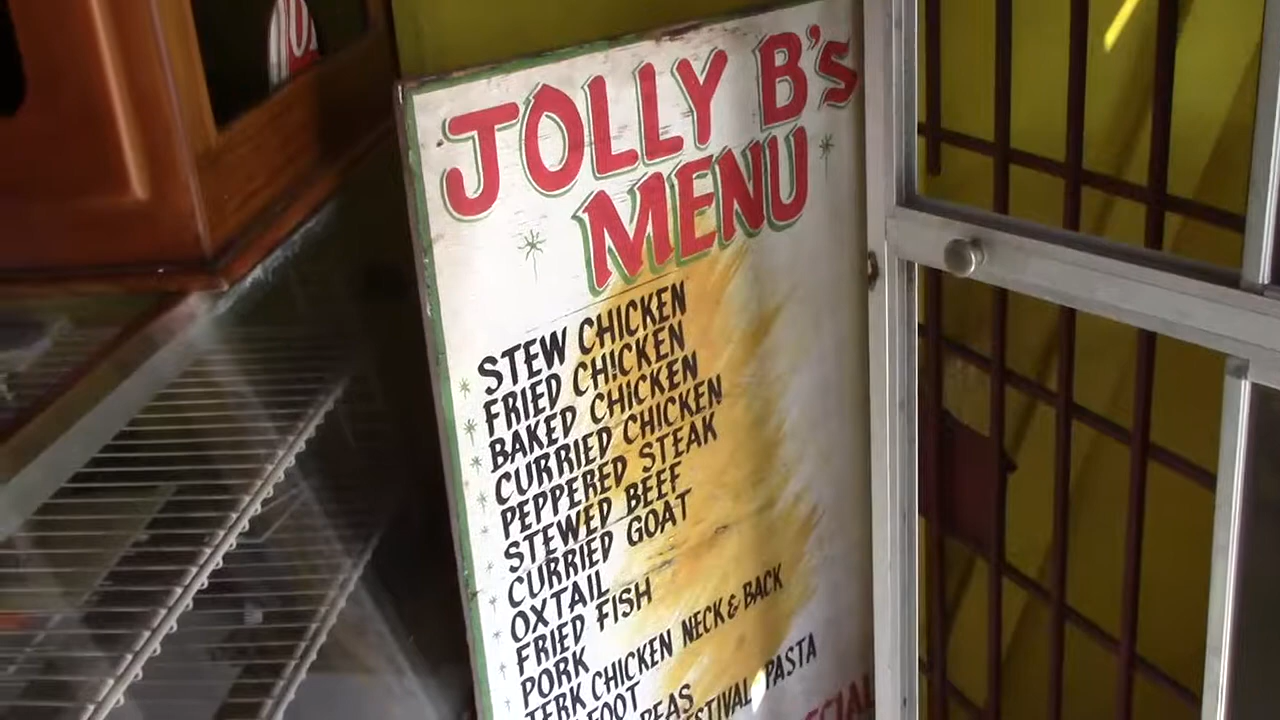 JOLLY B's
MENU
STEW CHICKEN
FRIED CHICKEN
BAKED CHICKEN
CURRIED CHICKEN
PEPPERED STEAK
STEWED BEEF
CURRIED GOAT
OXTAIL
FRIED FISH
PORK
JERK CHICKEN NECK & BACK
FOOT
PEAS FESTIVAL PASTA